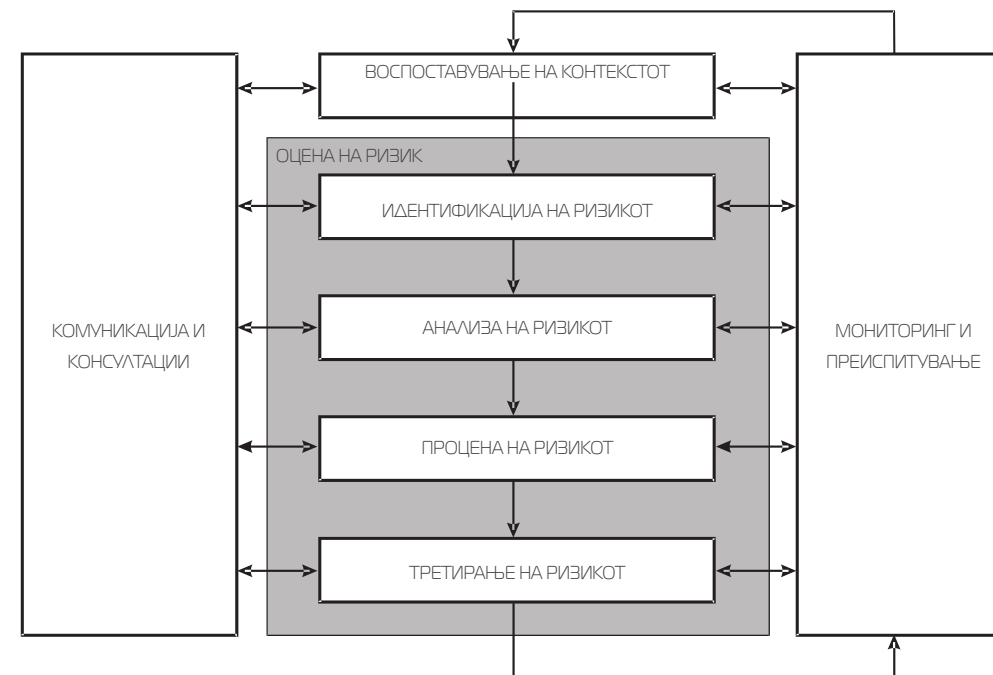 ВОСПОСТАВУВАЊЕ НА КОНТЕКСТОТ
ОЦЕНА НА РИЗИК
ИДЕНТИФИКАЦИЈА НА РИЗИКОТ
АНАЛИЗА НА РИЗИКОТ
ПРОЦЕНА НА РИЗИКОТ
ТРЕТИРАЊЕ НА РИЗИКОТ
КОМУНИКАЦИЈА И
КОНСУЛТАЦИИ
МОНИТОРИНГ И
ПРЕИСПИТУВАЊЕ